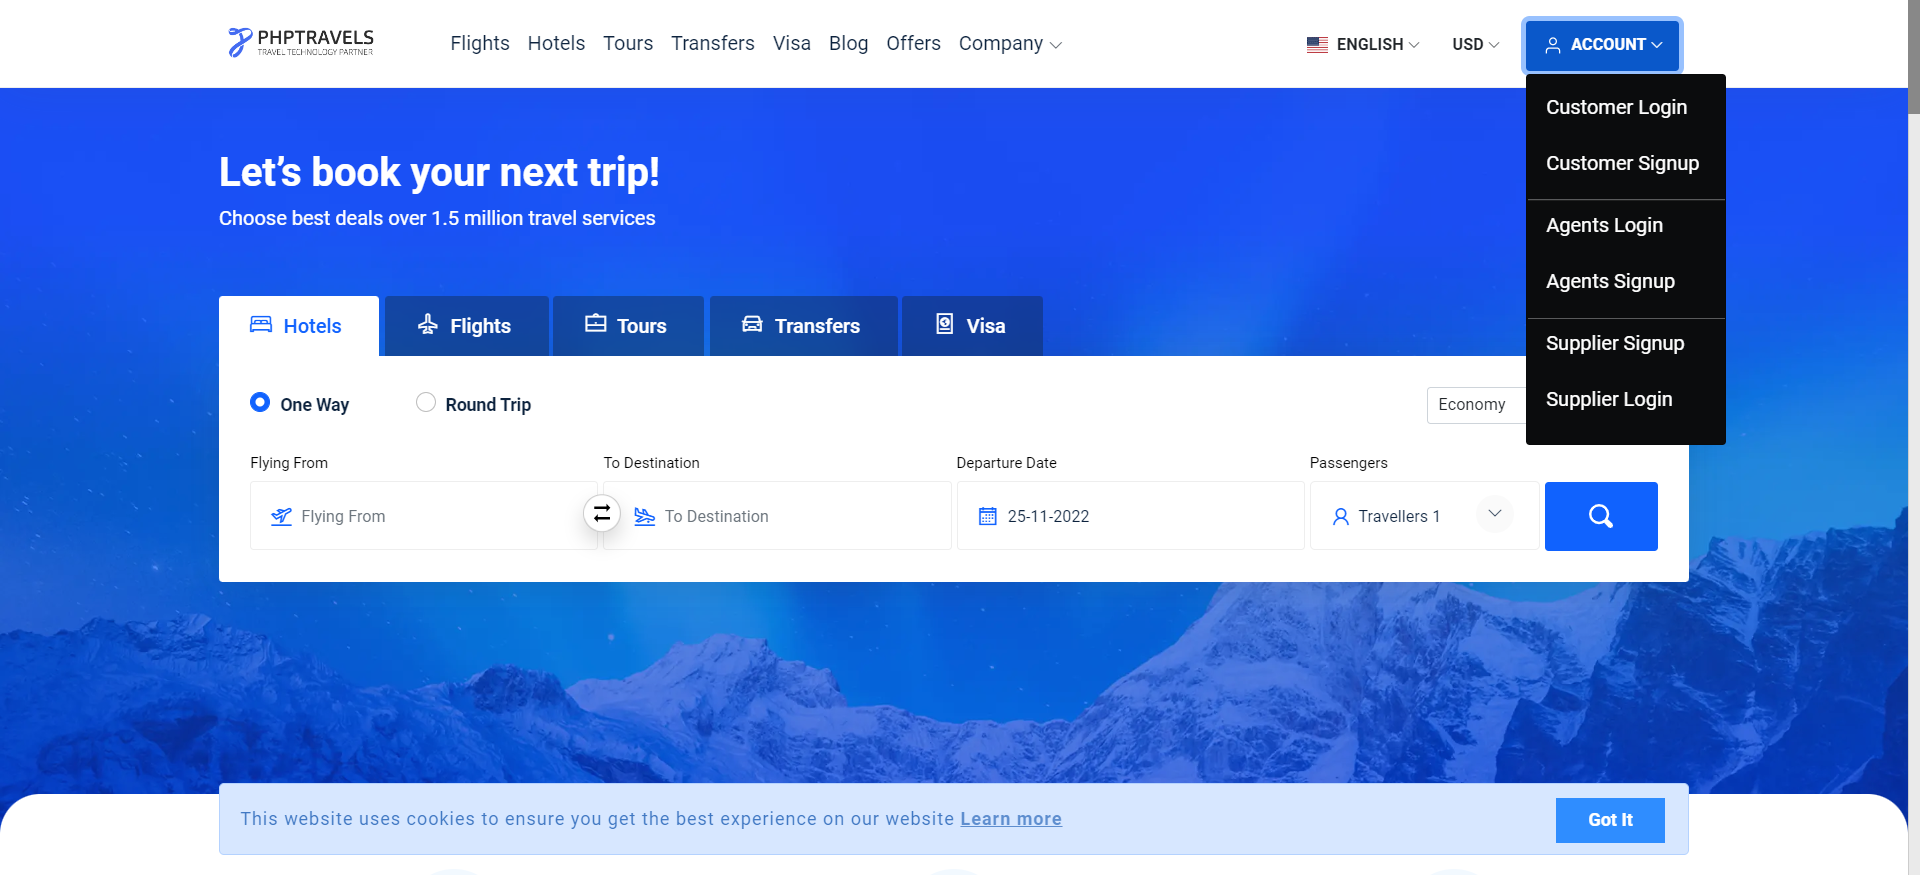 PHPTRAVELS
TRAVEL TECHNOLOGY PARTNER
Flights Hotels Tours Transfers Visa Blog Offers Company
ENGLISH USD ACCOUNT
Customer Login
Customer Signup
Agents Login
Agents Signup
Supplier Signup
Supplier Login
Let's book your next trip!
Choose best deals over 1.5 million travel services
Hotels Flights Tours Transfers Visa
One Way Round Trip Economy
Flying From To Destination Departure Date Passengers
Flying From To Destination 25-11-2022 Travellers 1
This website uses cookies to ensure you get the best experience on our website Learn more
Got It